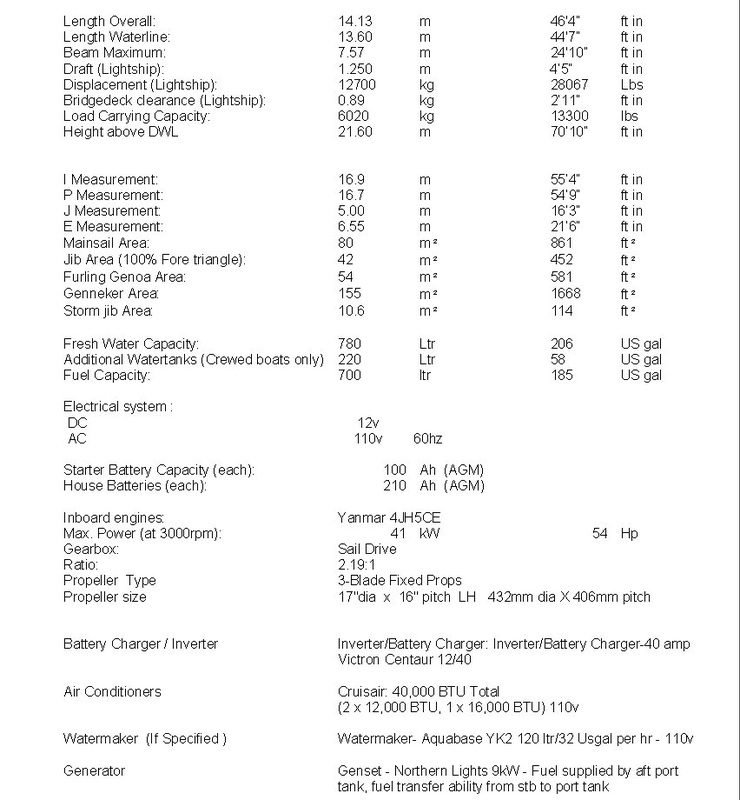 Length Overall: 14.13 m 46'4" ft in
Length Waterline: 13.60 m 44'7" ft in
Beam Maximum: 7.57 m 24'10" ft in
Draft (Lightship): 1.250 m 4'5" ft in
Displacement (Lightship): 12700 kg 28067 Lbs
Bridgedeck clearance (Lightship): 0.89 kg 2'11" ft in
Load Carrying Capacity: 6020 kg 13300 lbs
Height above DWL 21.60 m 70'10" ft in
I Measurement: 16.9 m 55'4" ft in
P Measurement: 16.7 m 54'9" ft in
J Measurement: 5.00 m 16'3" ft in
E Measurement: 6.55 m 21'6" ft in
Mainsail Area: 80 m² 861 ft²
Jib Area (100% Fore triangle): 42 m² 452 ft²
Furling Genoa Area: 54 m² 581 ft²
Genneker Area: 155 m² 1668 ft²
Storm jib Area: 10.6 m² 114 ft²
Fresh Water Capacity: 780 Ltr 206 US gal
Additional Watertanks (Crewed boats only) 220 Ltr 58 US gal
Fuel Capacity: 700 ltr 185 US gal
Electrical system :
DC 12v
AC 110v 60hz
Starter Battery Capacity (each): 100 Ah (AGM)
House Batteries (each): 210 Ah (AGM)
Inboard engines: Yanmar 4JH5CE
Max. Power (at 3000rpm): 41 kW 54 Hp
Gearbox: Sail Drive
Ratio: 2.19:1
Propeller Type 3-Blade Fixed Props
Propeller size 17"dia x 16" pitch LH 432mm dia X 406mm pitch
Battery Charger / Inverter Inverter/Battery Charger: Inverter/Battery Charger-40 amp
Victron Centaur 12/40
Air Conditioners Cruisair: 40,000 BTU Total
(2 x 12,000 BTU, 1 x 16,000 BTU) 110v
Watermaker (If Specified ) Watermaker- Aquabase YK2 120 ltr/32 Usgal per hr - 110v
Generator Genset - Northern Lights 9kW - Fuel supplied by aft port
tank, fuel transfer ability from stb to port tank